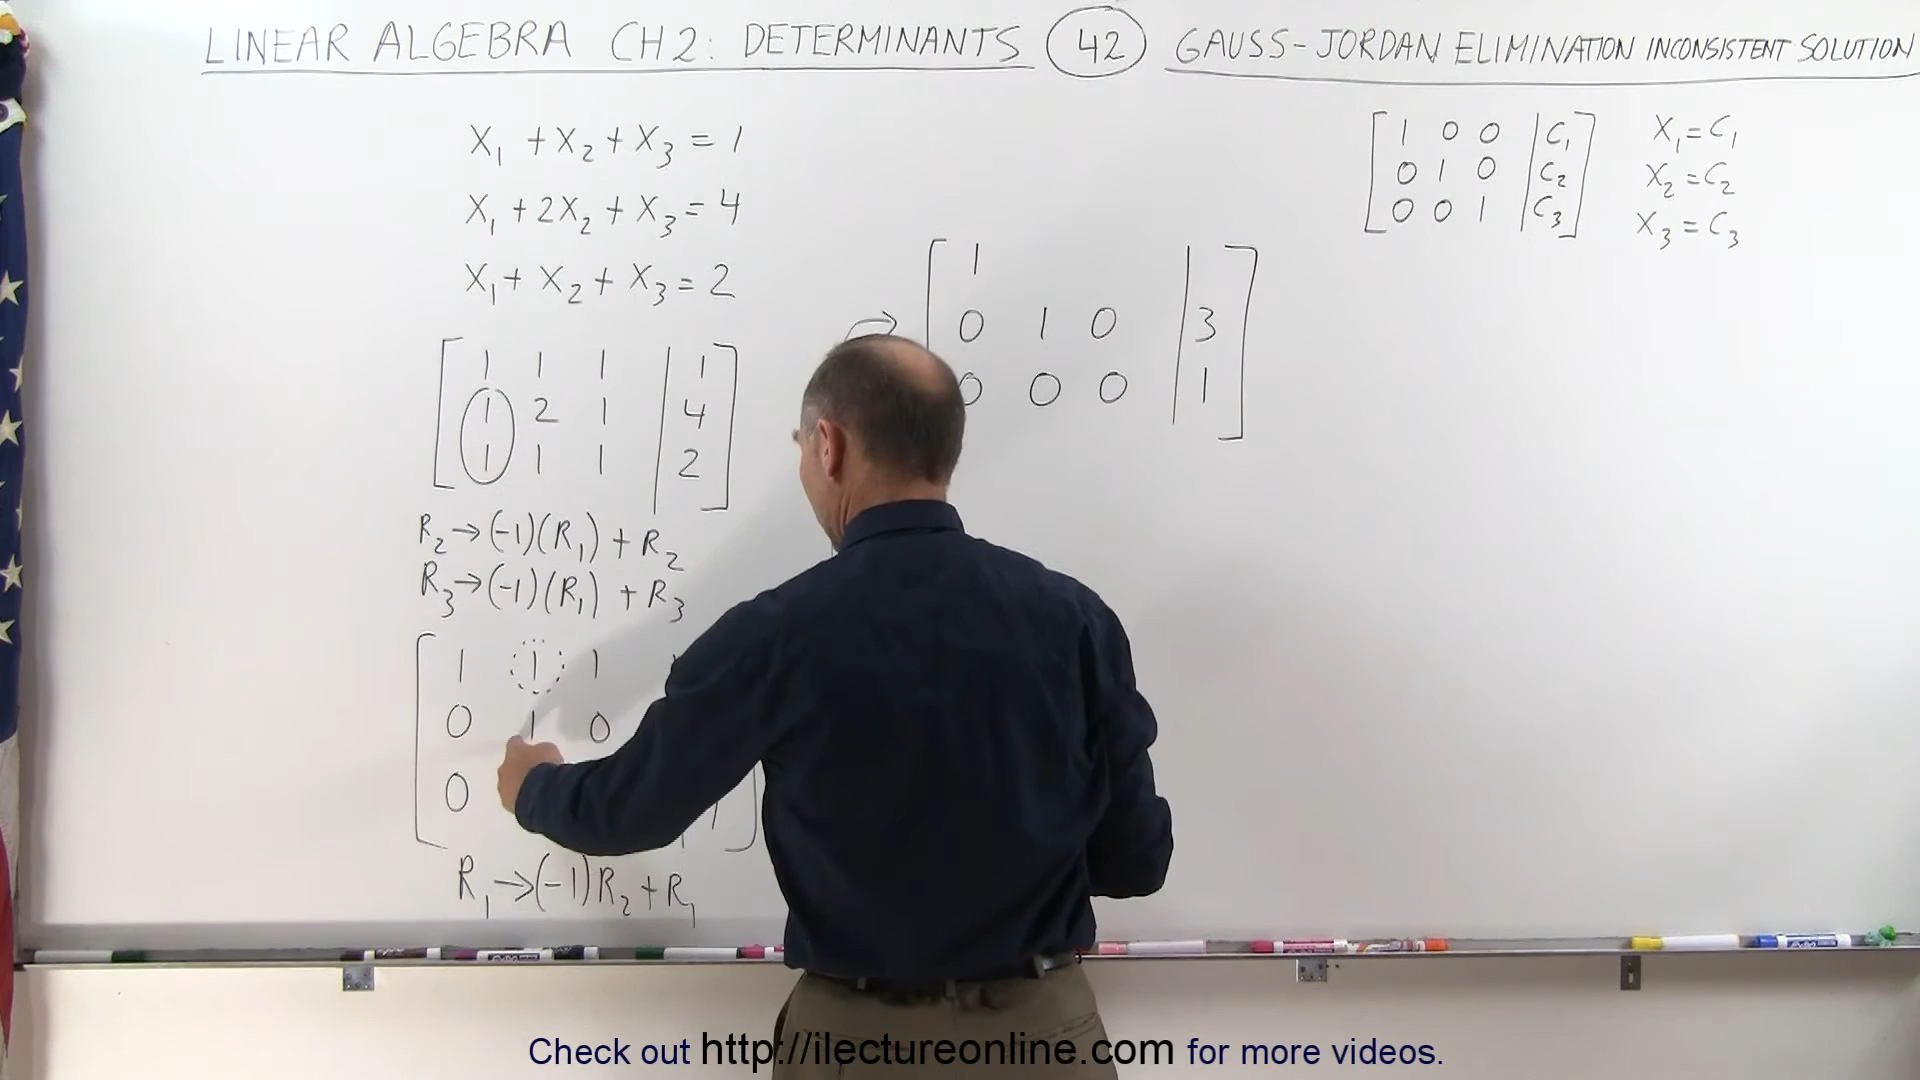 LINEAR ALGEBRA CH2: DETERMINANTS 42 GAUSS-JORDAN ELIMINATION INCONSISTENT SOLUTION
X₁ + X₂ + X₃ = 1
X₁ + 2X₂ + X₃ = 4
X₁ + X₂ + X₃ = 2
1 1 1 | 1
1 2 1 | 4
1 1 1 | 2
R₂ → (-1)(R₁) + R₂
R₃ → (-1)(R₁) + R₃
1 1 1
0 1 0
0 1
R₁ → (-1)R₂ + R₁
1
0 1 0 | 3
0 0 0 | 1
1 0 0 | C₁ X₁ = C₁
0 1 0 | C₂ X₂ = C₂
0 0 1 | C₃ X₃ = C₃
Check out http://ilectureonline.com for more videos.